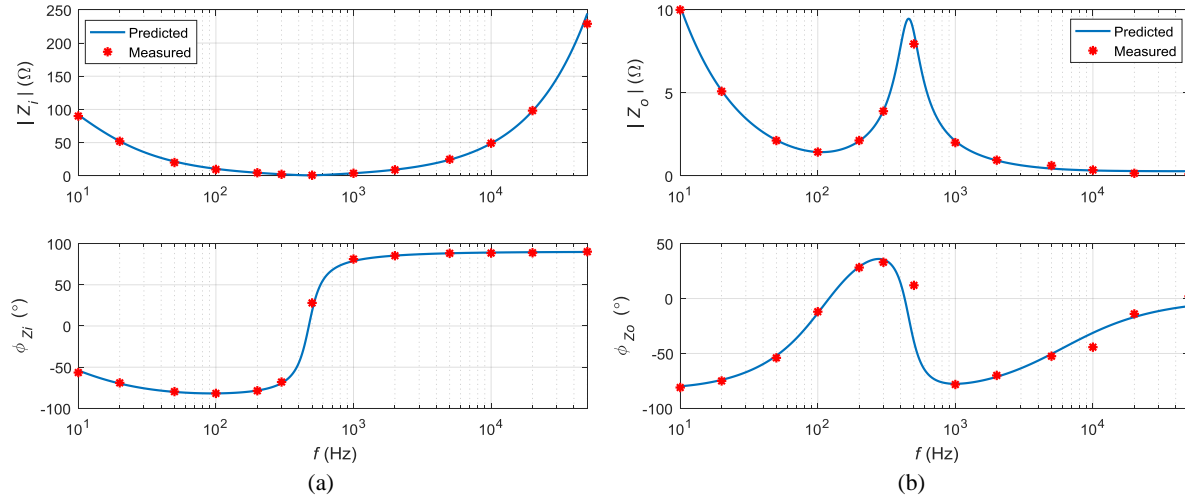 250
200
150
100
50
0
| Z_i | (Ω)
Predicted
Measured
10^1 10^2 10^3 10^4
100
50
0
-50
-100
ϕ_Zi (°)
10^1 10^2 10^3 10^4
f (Hz)
(a)
10
5
0
| Z_o | (Ω)
Predicted
Measured
10^1 10^2 10^3 10^4
50
0
-50
-100
ϕ_Zo (°)
10^1 10^2 10^3 10^4
f (Hz)
(b)